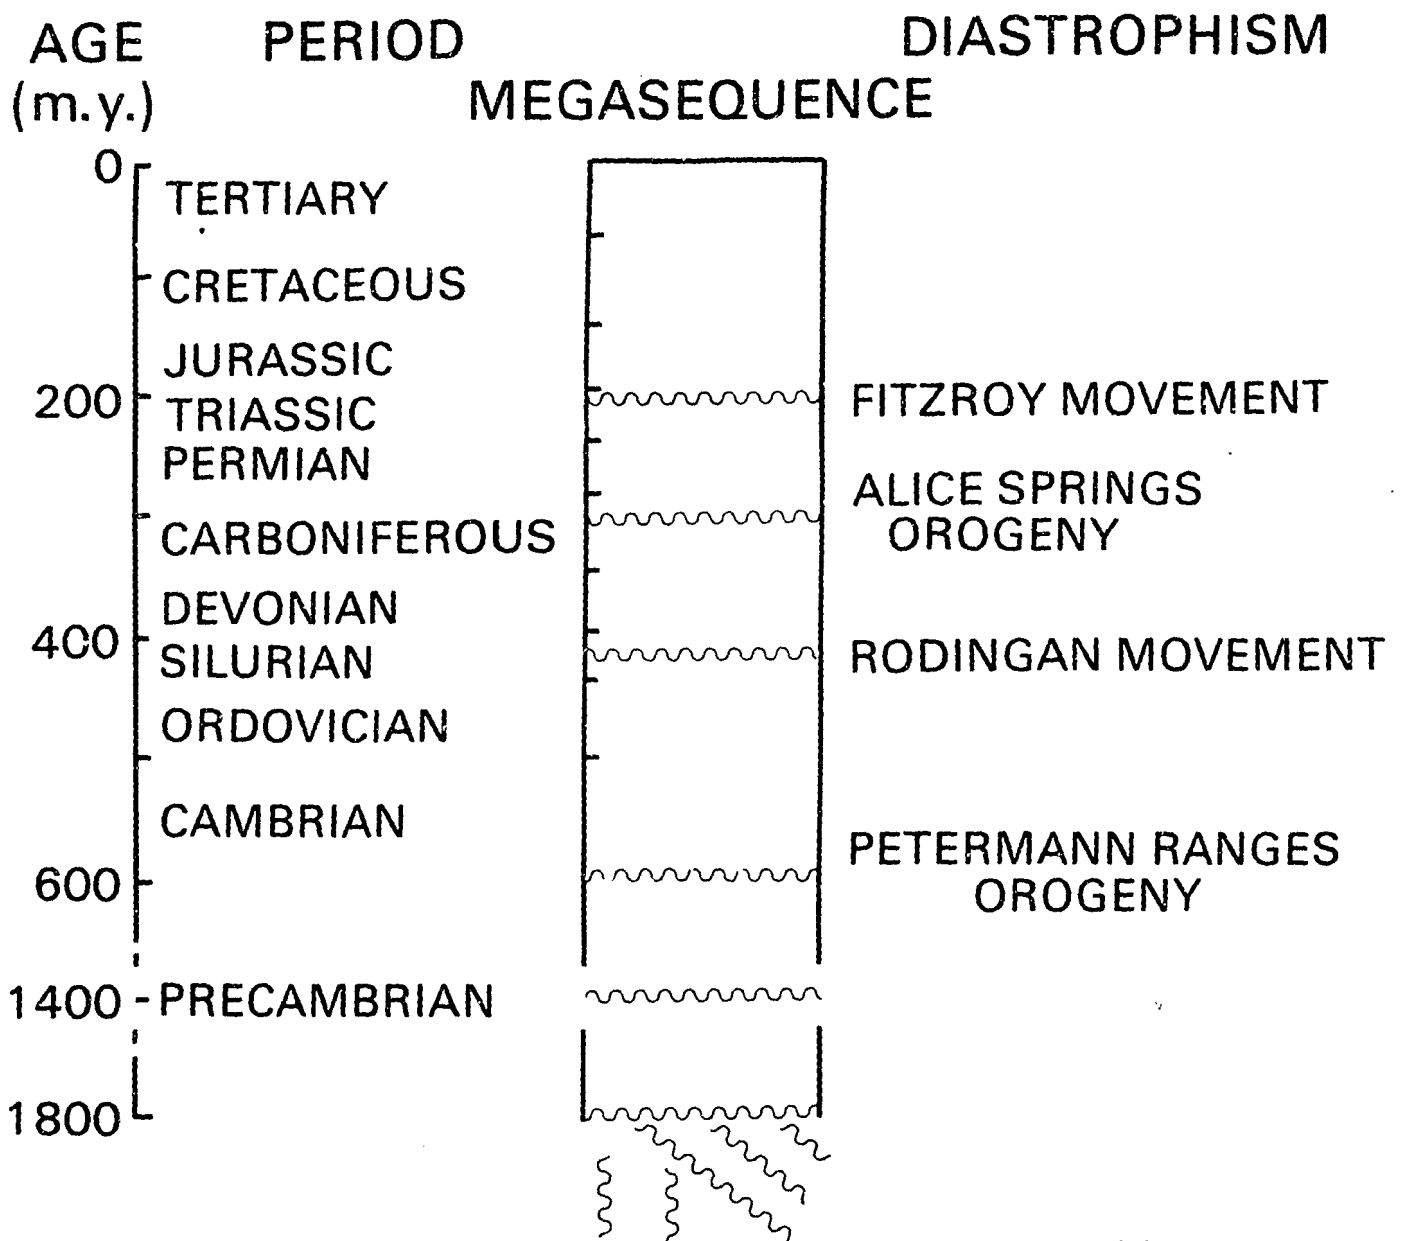 AGE PERIOD DIASTROPHISM
(m.y.) MEGASEQUENCE
0
TERTIARY
CRETACEOUS
JURASSIC
200 TRIASSIC FITZROY MOVEMENT
PERMIAN
ALICE SPRINGS
OROGENY
CARBONIFEROUS
DEVONIAN
400
SILURIAN RODINGAN MOVEMENT
ORDOVICIAN
CAMBRIAN
PETERMANN RANGES
OROGENY
600
1400 PRECAMBRIAN
1800